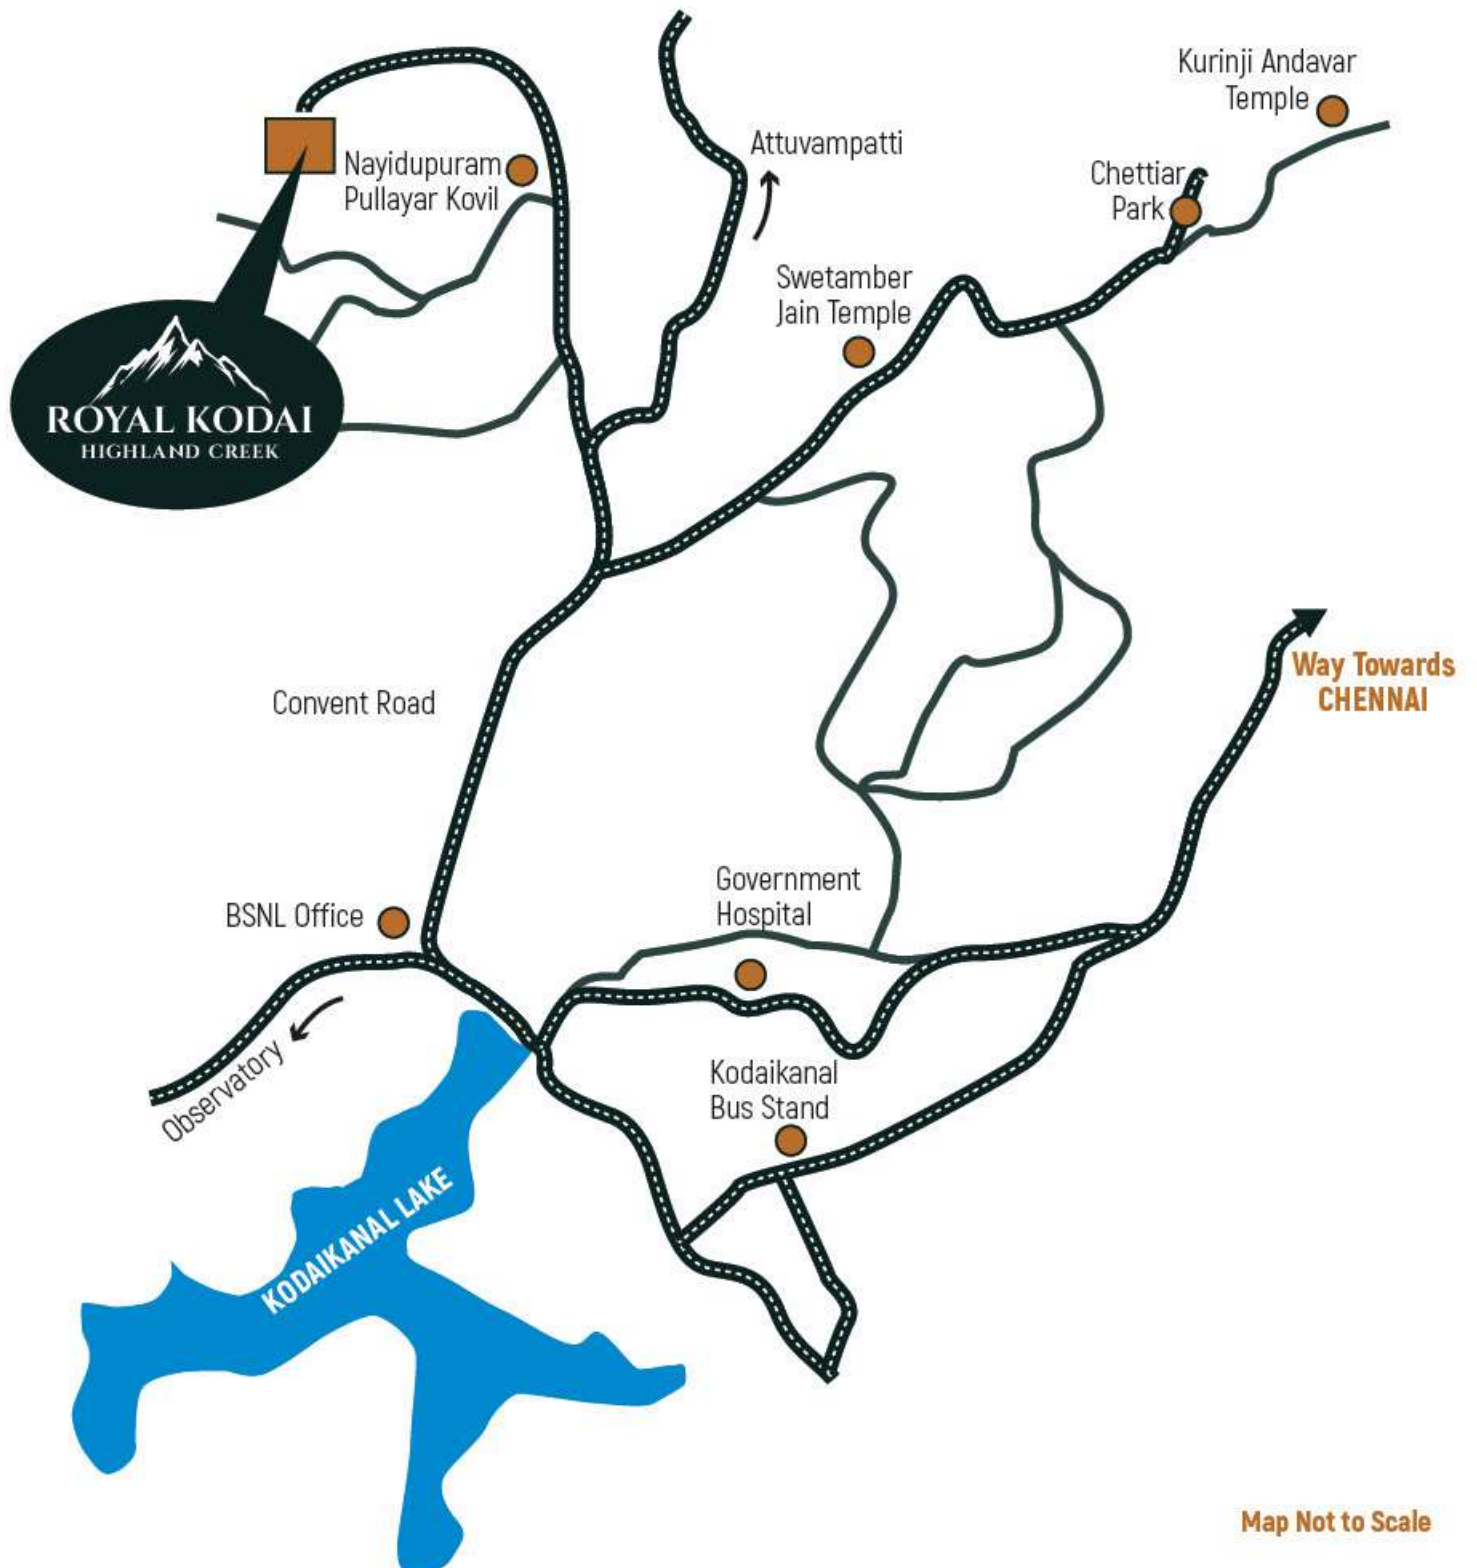 Kurinji Andavar
Temple
Attuvampatti
Nayidupuram
Pullayar Kovil
Chettiar
Park
Swetamber
Jain Temple
ROYAL KODAI
HIGHLAND CREEK
Way Towards
CHENNAI
Convent Road
Government
Hospital
BSNL Office
Observatory
Kodaikanal
Bus Stand
KODAIKANAL LAKE
Map Not to Scale